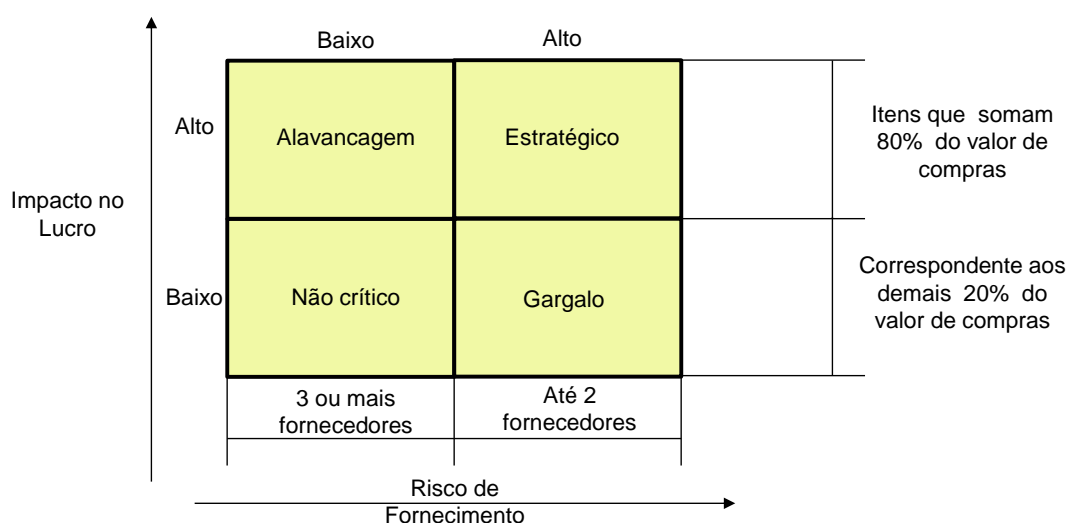 Baixo
Alto
Alto
Alavancagem
Estratégico
Itens que somam
80% do valor de
compras
Impacto no
Lucro
Baixo
Não crítico
Gargalo
Correspondente aos
demais 20% do
valor de compras
3 ou mais
fornecedores
Até 2
fornecedores
Risco de
Fornecimento